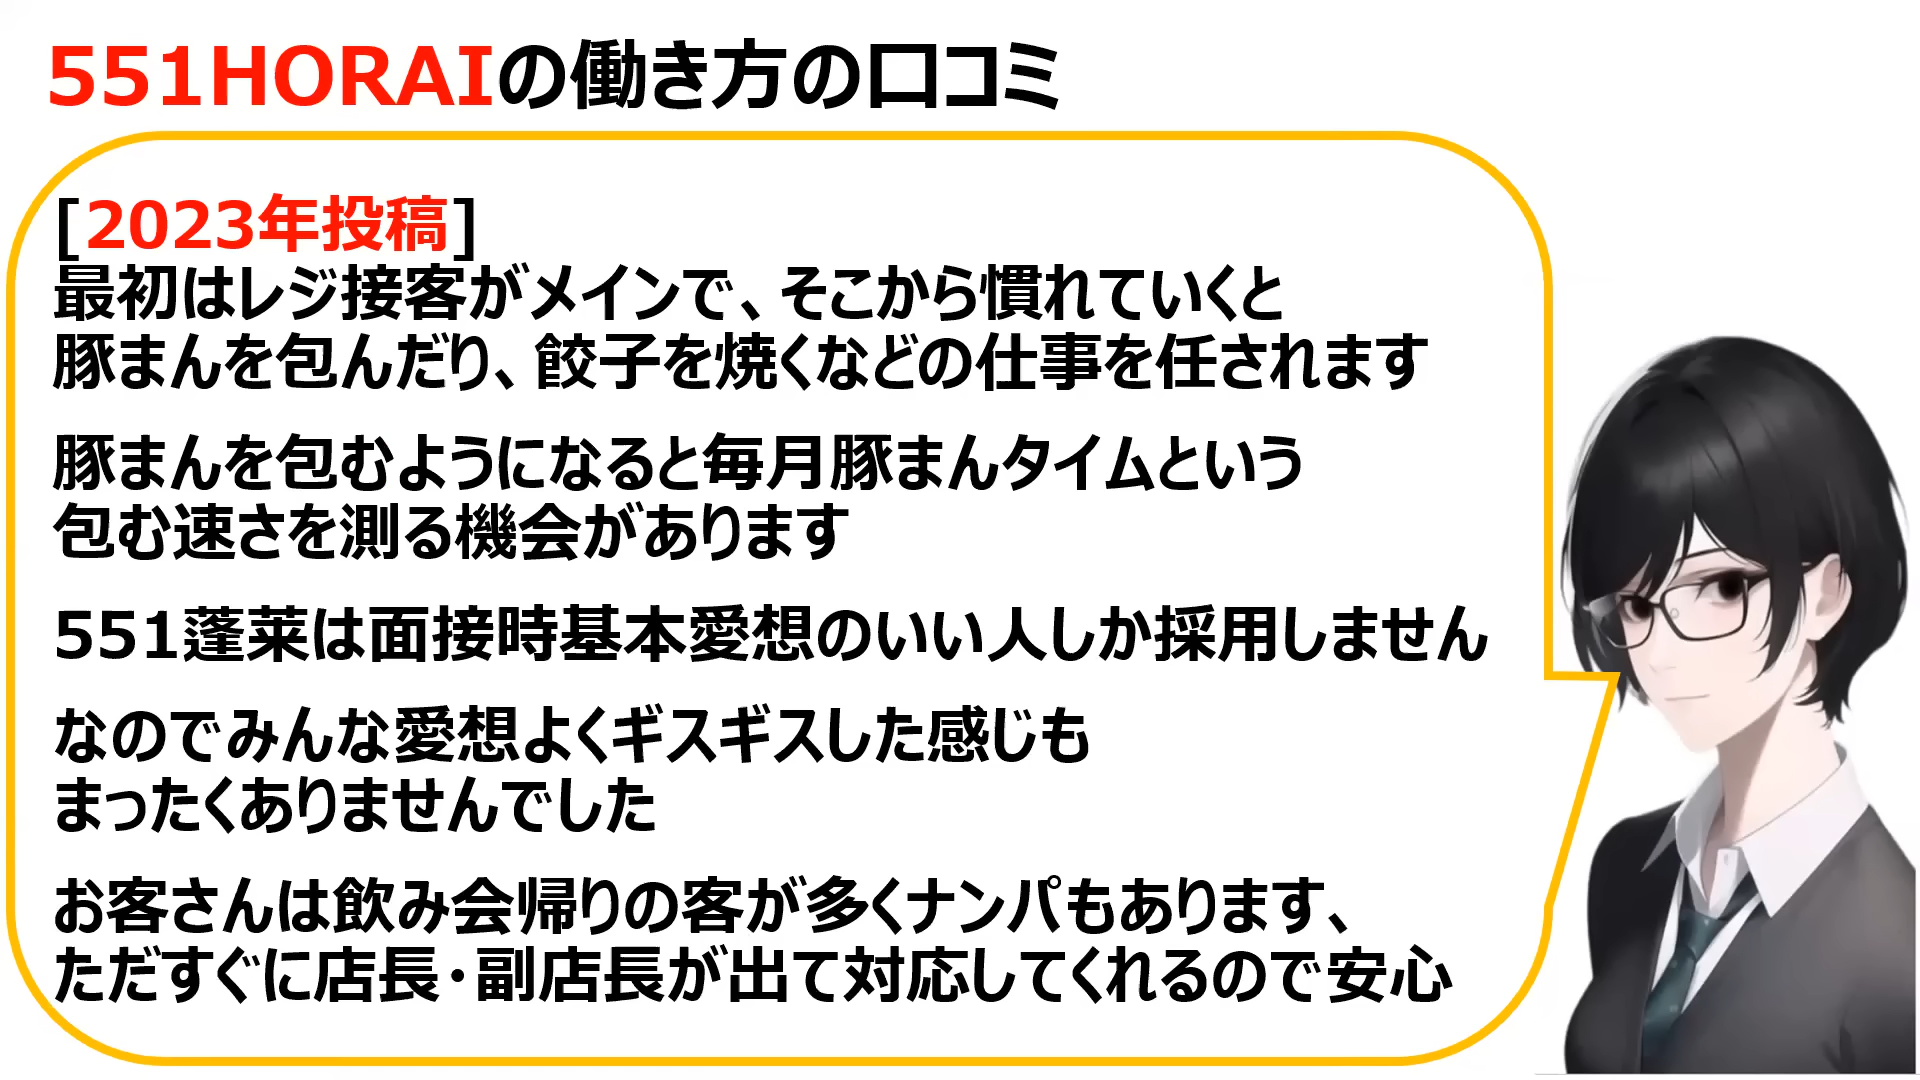 551HORAIの働き方の口コミ
[2023年投稿]
最初はレジ接客がメインで、そこから慣れていくと
豚まんを包んだり、餃子を焼くなどの仕事を任されます
豚まんを包むようになると毎月豚まんタイムという
包む速さを測る機会があります
551蓬莱は面接時基本愛想のいい人しか採用しません
なのでみんな愛想よくギスギスした感じも
まったくありませんでした
お客さんは飲み会帰りの客が多くナンパもあります、
ただすぐに店長・副店長が出て対応してくれるので安心